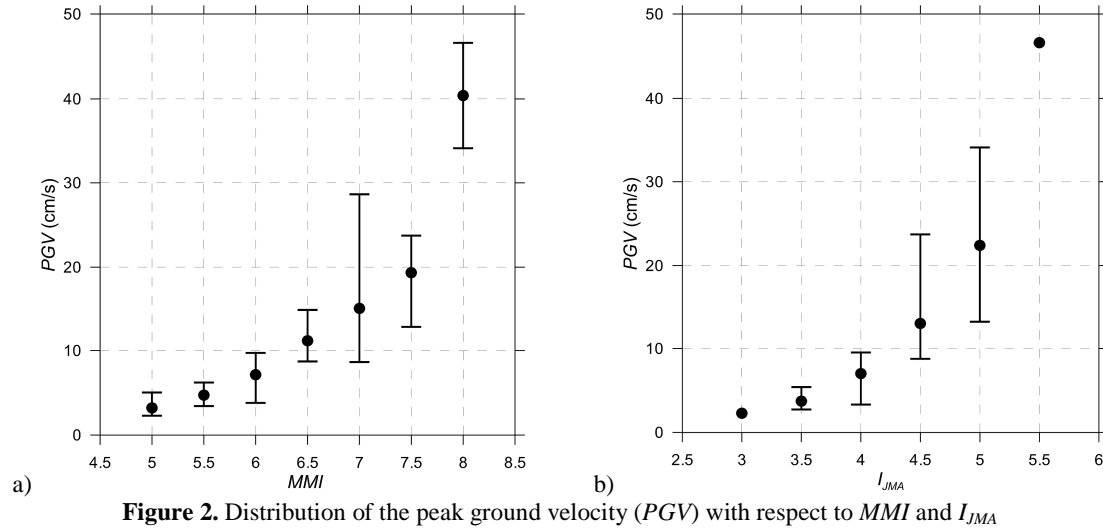 50
40
30
20
10
0
PGV (cm/s)
4.5 5 5.5 6 6.5 7 7.5 8 8.5
MMI
a)
50
40
30
20
10
0
PGV (cm/s)
2.5 3 3.5 4 4.5 5 5.5 6
I_JMA
b)
Figure 2. Distribution of the peak ground velocity (PGV) with respect to MMI and I_JMA